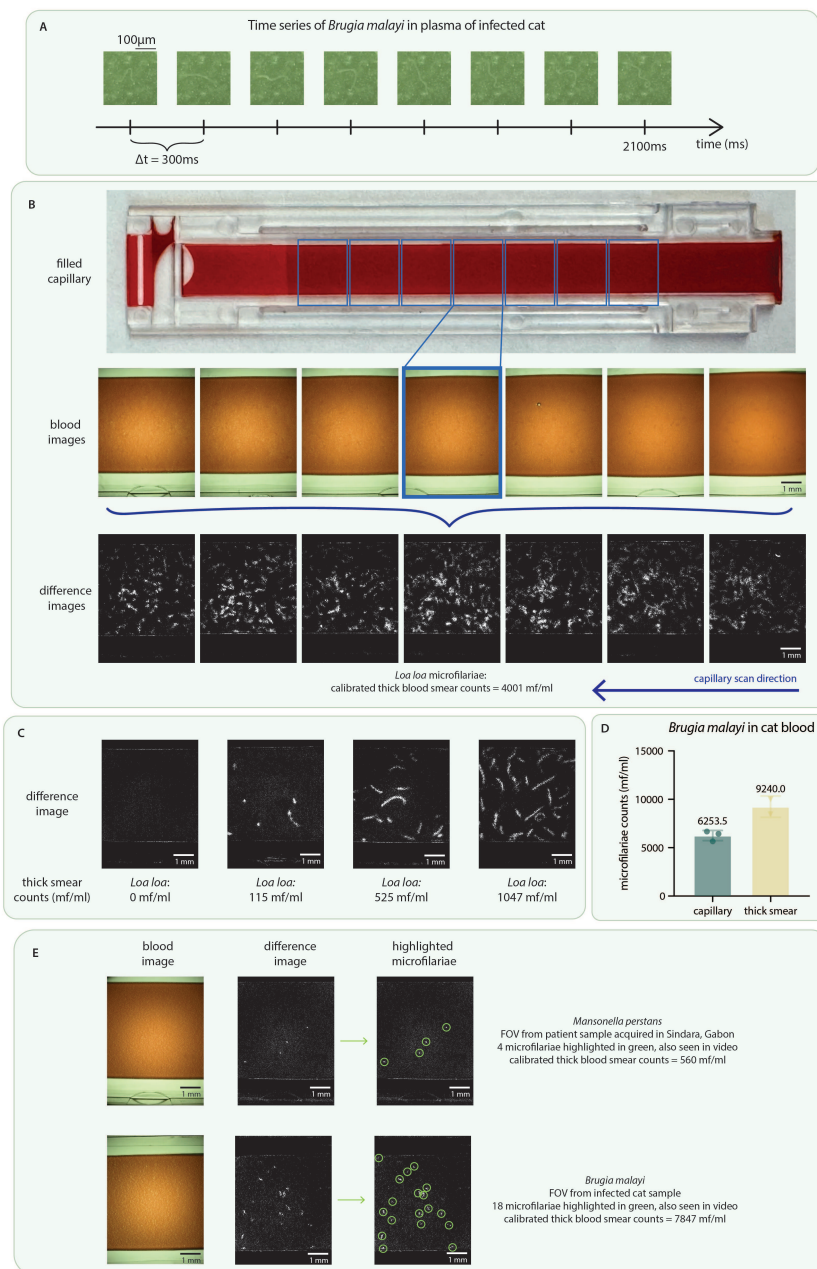 A
Time series of Brugia malayi in plasma of infected cat
100μm
Δt = 300ms
2100ms
time (ms)
B
filled
capillary
blood
images
1 mm
difference
images
1 mm
Loa loa microfilariae:
calibrated thick blood smear counts = 4001 mf/ml
capillary scan direction
C
difference
image
1 mm
1 mm
1 mm
1 mm
thick smear
counts (mf/ml)
Loa loa:
0 mf/ml
Loa loa:
115 mf/ml
Loa loa:
525 mf/ml
Loa loa:
1047 mf/ml
D
Brugia malayi in cat blood
microfilariae counts (mf/ml)
15000
10000
5000
0
6253.5
9240.0
capillary
thick smear
E
blood
image
difference
image
highlighted
microfilariae
1 mm
1 mm
1 mm
Mansonella perstans
FOV from patient sample acquired in Sindara, Gabon
4 microfilariae highlighted in green, also seen in video
calibrated thick blood smear counts = 560 mf/ml
1 mm
1 mm
1 mm
Brugia malayi
FOV from infected cat sample
18 microfilariae highlighted in green, also seen in video
calibrated thick blood smear counts = 7847 mf/ml